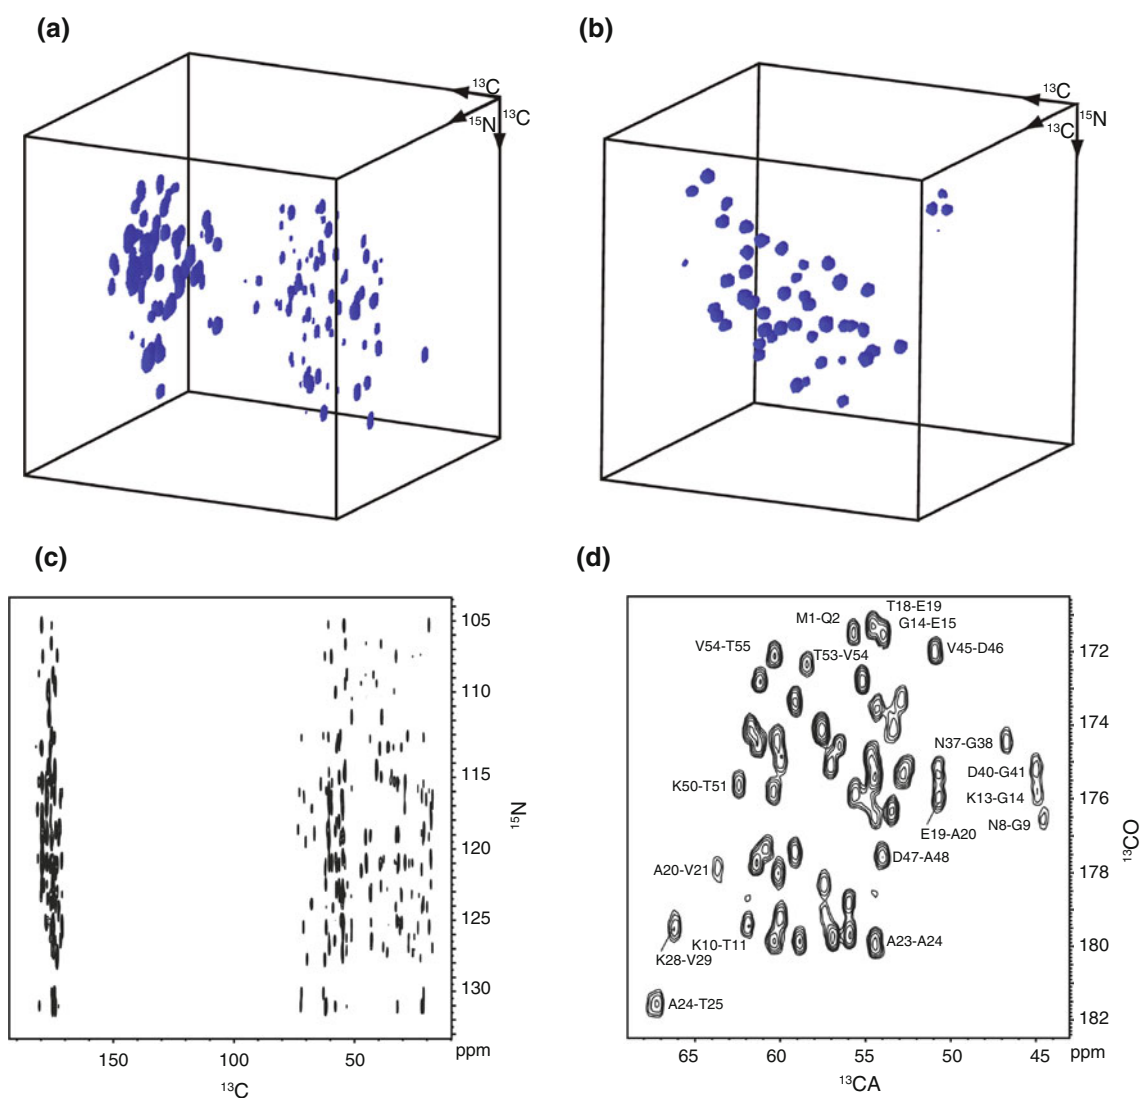 (a)
(b)
¹³C
¹³C
¹⁵N
¹³C
¹⁵N
¹³C
(c)
(d)
105
110
115
120
125
130
ppm
¹⁵N
150
100
50
¹³C
T18-E19
M1-Q2
G14-E15
V54-T55
T53-V54
V45-D46
N37-G38
D40-G41
K50-T51
K13-G14
N8-G9
E19-A20
D47-A48
A20-V21
K10-T11
A23-A24
K28-V29
A24-T25
172
174
176
178
180
182
¹³CO
65
60
55
50
45
ppm
¹³CA